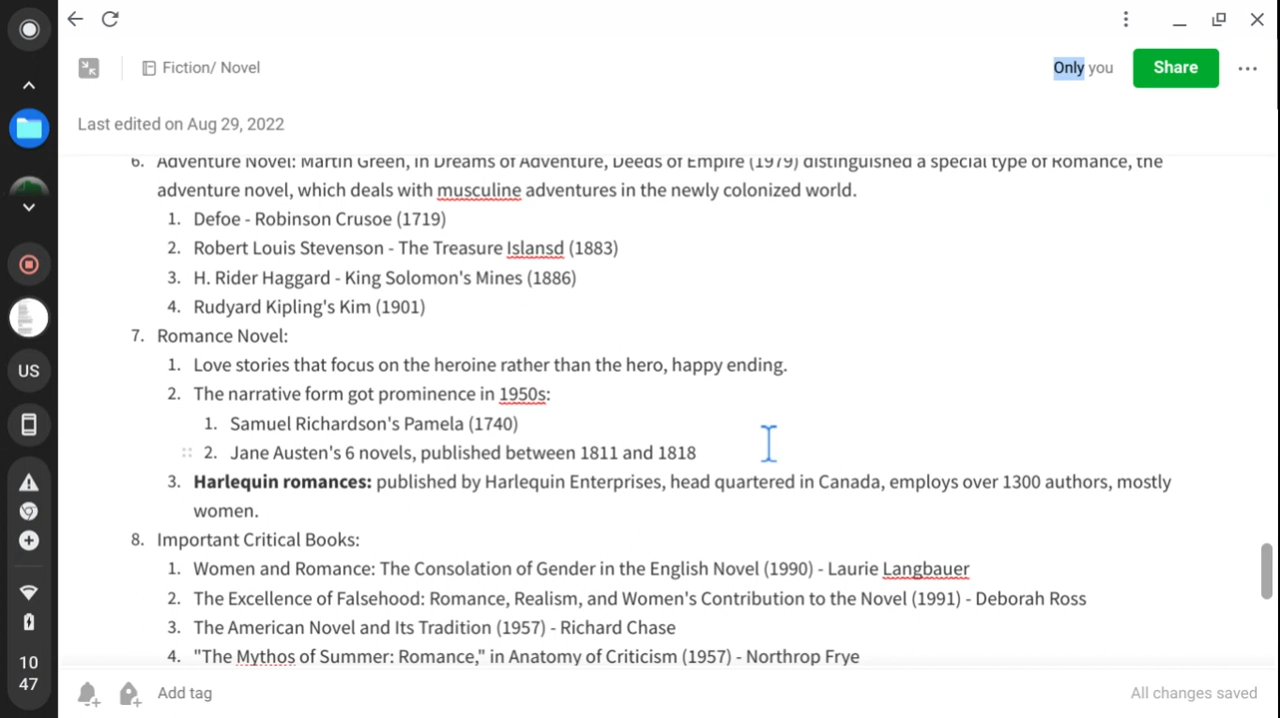 Fiction/ Novel
Only you
Share
Last edited on Aug 29, 2022
6. Adventure Novel: Martin Green, in Dreams of Adventure, Deeds of Empire (1979) distinguished a special type of Romance, the
adventure novel, which deals with musculine adventures in the newly colonized world.
1. Defoe - Robinson Crusoe (1719)
2. Robert Louis Stevenson - The Treasure Islansd (1883)
3. H. Rider Haggard - King Solomon's Mines (1886)
4. Rudyard Kipling's Kim (1901)
7. Romance Novel:
1. Love stories that focus on the heroine rather than the hero, happy ending.
2. The narrative form got prominence in 1950s:
1. Samuel Richardson's Pamela (1740)
2. Jane Austen's 6 novels, published between 1811 and 1818
3. Harlequin romances: published by Harlequin Enterprises, head quartered in Canada, employs over 1300 authors, mostly
women.
8. Important Critical Books:
1. Women and Romance: The Consolation of Gender in the English Novel (1990) - Laurie Langbauer
2. The Excellence of Falsehood: Romance, Realism, and Women's Contribution to the Novel (1991) - Deborah Ross
3. The American Novel and Its Tradition (1957) - Richard Chase
4. "The Mythos of Summer: Romance," in Anatomy of Criticism (1957) - Northrop Frye
Add tag
All changes saved
US
10
47